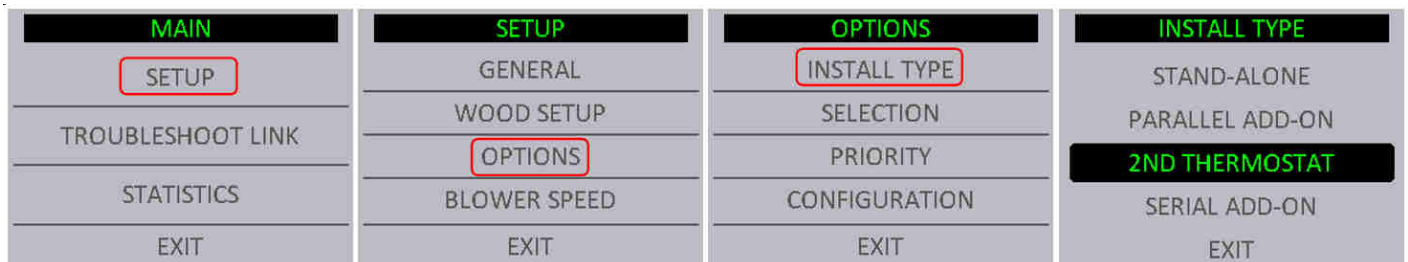 MAIN
SETUP
TROUBLESHOOT LINK
STATISTICS
EXIT
SETUP
GENERAL
WOOD SETUP
OPTIONS
BLOWER SPEED
EXIT
OPTIONS
INSTALL TYPE
SELECTION
PRIORITY
CONFIGURATION
EXIT
INSTALL TYPE
STAND-ALONE
PARALLEL ADD-ON
2ND THERMOSTAT
SERIAL ADD-ON
EXIT